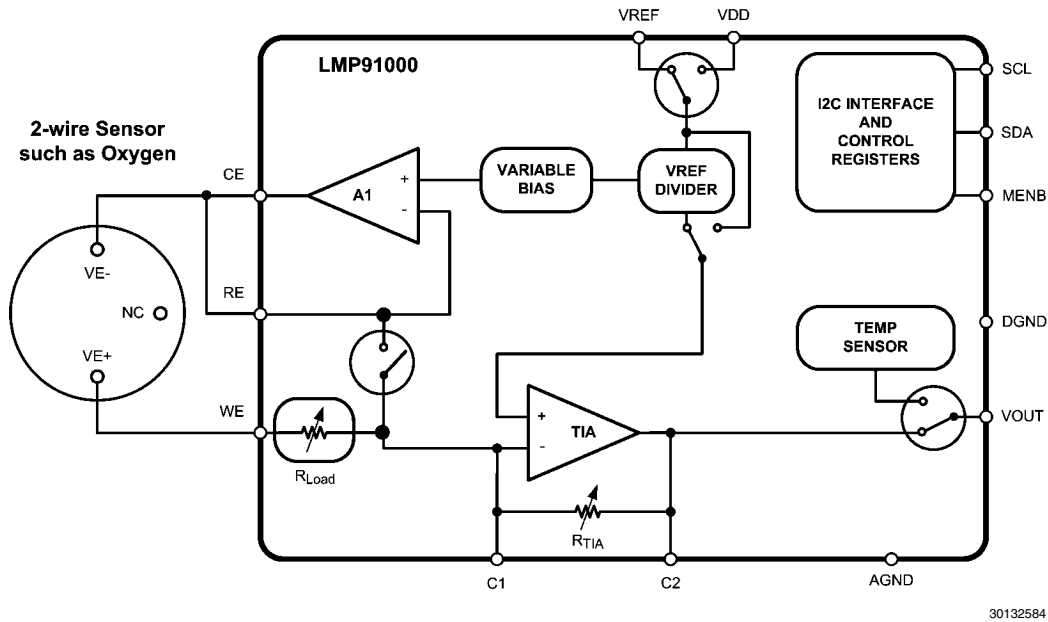 VREF
VDD
LMP91000
SCL
I2C INTERFACE
AND
CONTROL
REGISTERS
SDA
MENB
2-wire Sensor
such as Oxygen
CE
A1
+
-
VARIABLE
BIAS
VREF
DIVIDER
VE-
NC
RE
VE+
TEMP
SENSOR
DGND
WE
RLoad
+
-
TIA
VOUT
RTIA
C1
C2
AGND
30132584